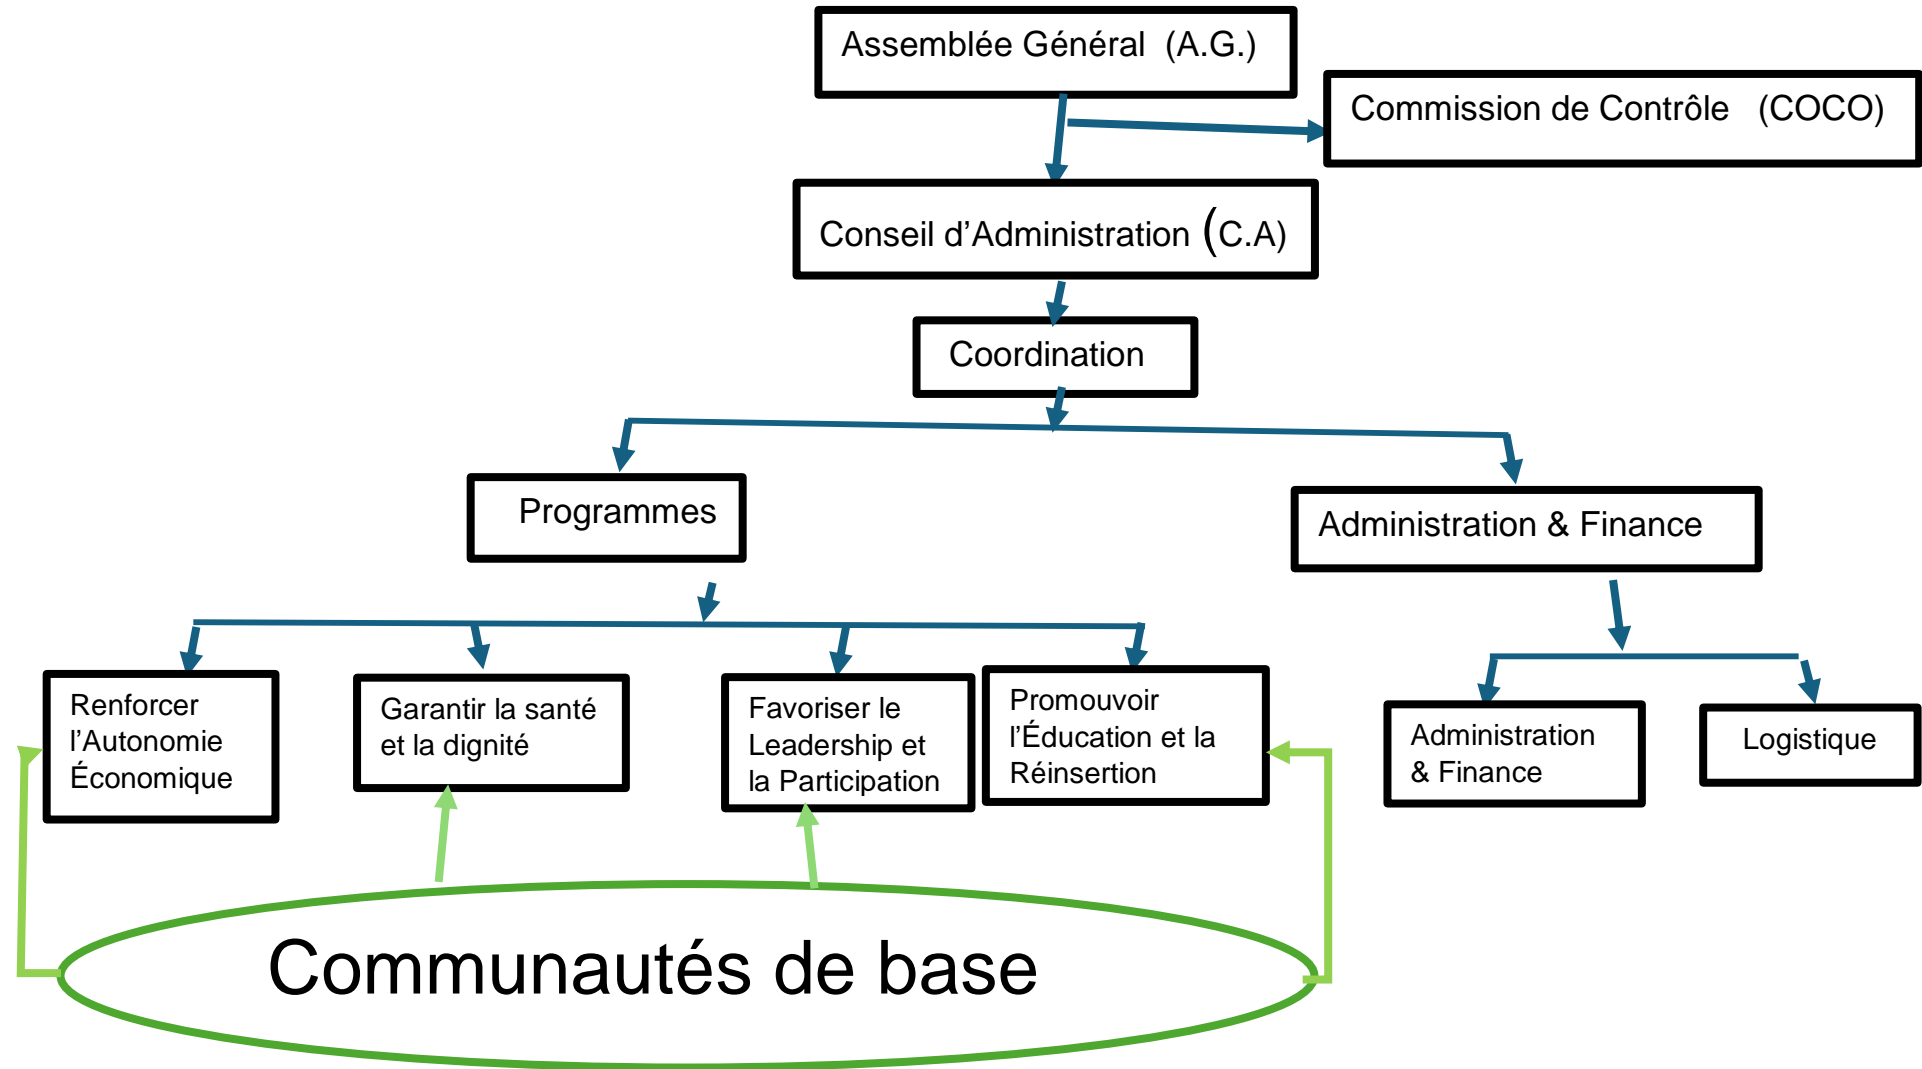 Assemblée Général (A.G.)
Commission de Contrôle (COCO)
Conseil d’Administration (C.A)
Coordination
Programmes
Administration & Finance
Renforcer
l’Autonomie
Économique
Garantir la santé
et la dignité
Favoriser le
Leadership et
la Participation
Promouvoir
l’Éducation et la
Réinsertion
Administration
& Finance
Logistique
Communautés de base